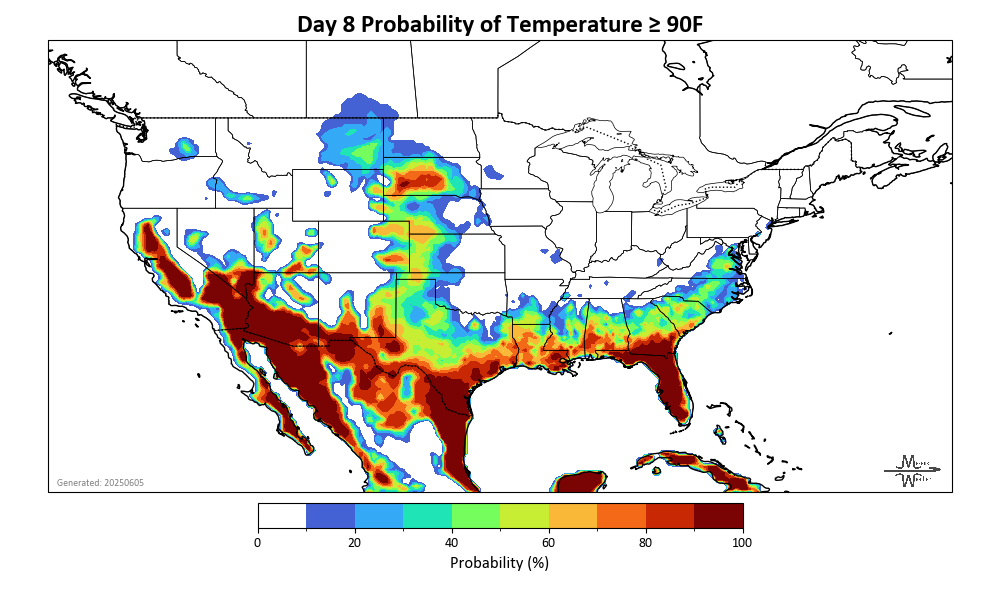 Day 8 Probability of Temperature ≥ 90F
Generated: 20250605
0 20 40 60 80 100
Probability (%)